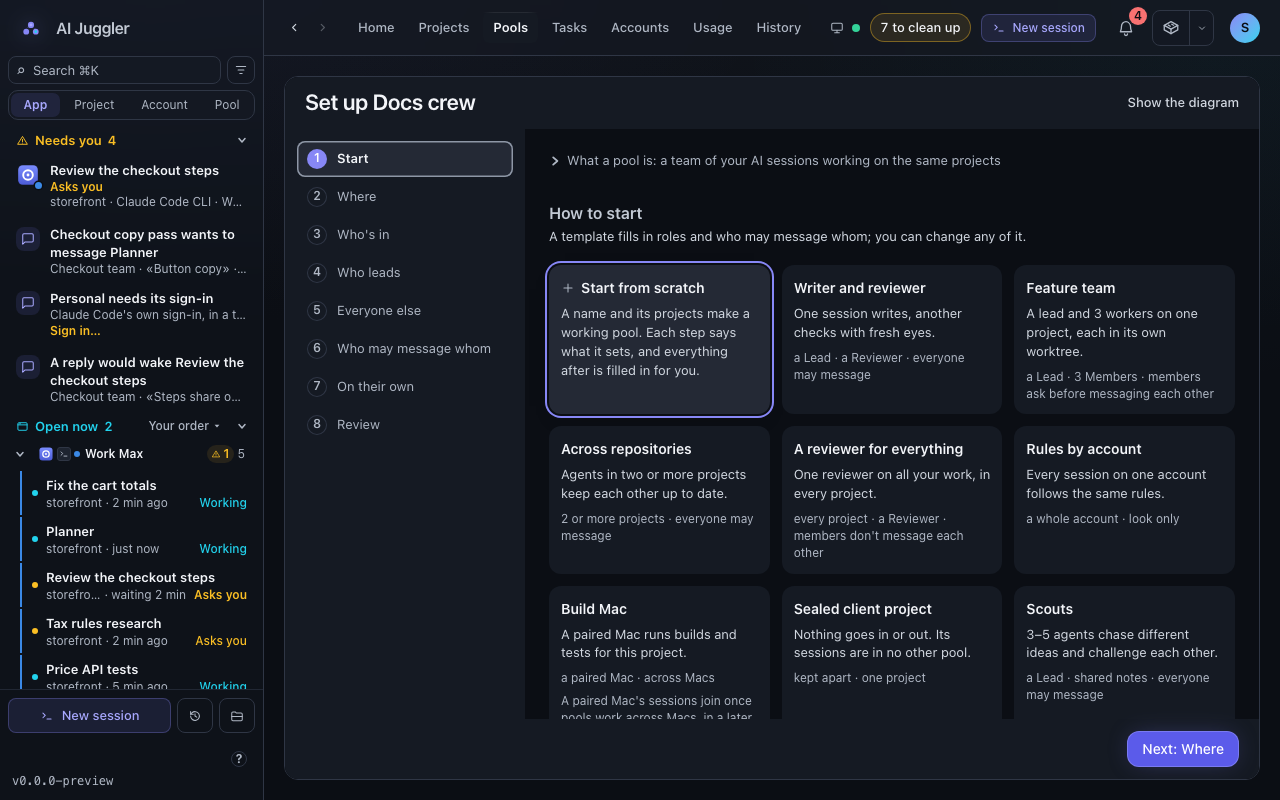 AI Juggler
Search ⌘K
App
Project
Account
Pool
Needs you 4
Review the checkout steps
Asks you
storefront · Claude Code CLI · W...
Checkout copy pass wants to
message Planner
Checkout team · «Button copy» ·...
Personal needs its sign-in
Claude Code's own sign-in, in a t...
Sign in...
A reply would wake Review the
checkout steps
Checkout team · «Steps share o...
Open now 2
Your order
Work Max
1
5
Fix the cart totals
storefront · 2 min ago
Working
Planner
storefront · just now
Working
Review the checkout steps
storefro... · waiting 2 min
Asks you
Tax rules research
storefront · 2 min ago
Asks you
Price API tests
storefront · 5 min ago
Working
New session
?
v0.0.0-preview
Home
Projects
Pools
Tasks
Accounts
Usage
History
7 to clean up
New session
4
S
Set up Docs crew
Show the diagram
1 Start
2 Where
3 Who's in
4 Who leads
5 Everyone else
6 Who may message whom
7 On their own
8 Review
What a pool is: a team of your AI sessions working on the same projects
How to start
A template fills in roles and who may message whom; you can change any of it.
Start from scratch
A name and its projects make a
working pool. Each step says
what it sets, and everything
after is filled in for you.
Writer and reviewer
One session writes, another
checks with fresh eyes.
a Lead · a Reviewer · everyone
may message
Feature team
A lead and 3 workers on one
project, each in its own
worktree.
a Lead · 3 Members · members
ask before messaging each other
Across repositories
Agents in two or more projects
keep each other up to date.
2 or more projects · everyone may
message
A reviewer for everything
One reviewer on all your work, in
every project.
every project · a Reviewer ·
members don't message each
other
Rules by account
Every session on one account
follows the same rules.
a whole account · look only
Build Mac
A paired Mac runs builds and
tests for this project.
a paired Mac · across Macs
A paired Mac's sessions join once
pools work across Macs, in a later
Sealed client project
Nothing goes in or out. Its
sessions are in no other pool.
kept apart · one project
Scouts
3–5 agents chase different
ideas and challenge each other.
a Lead · shared notes · everyone
may message
Next: Where